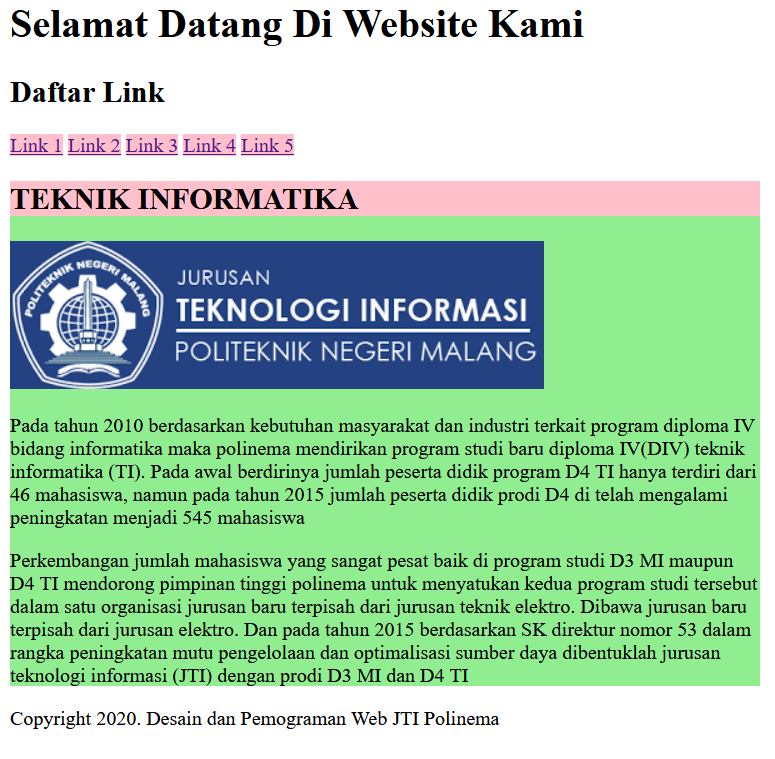 Selamat Datang Di Website Kami
Daftar Link
Link 1 Link 2 Link 3 Link 4 Link 5
TEKNIK INFORMATIKA
POLITEKNIK NEGERI MALANG
JURUSAN
TEKNOLOGI INFORMASI
POLITEKNIK NEGERI MALANG
Pada tahun 2010 berdasarkan kebutuhan masyarakat dan industri terkait program diploma IV
bidang informatika maka polinema mendirikan program studi baru diploma IV(DIV) teknik
informatika (TI). Pada awal berdirinya jumlah peserta didik program D4 TI hanya terdiri dari
46 mahasiswa, namun pada tahun 2015 jumlah peserta didik prodi D4 di telah mengalami
peningkatan menjadi 545 mahasiswa
Perkembangan jumlah mahasiswa yang sangat pesat baik di program studi D3 MI maupun
D4 TI mendorong pimpinan tinggi polinema untuk menyatukan kedua program studi tersebut
dalam satu organisasi jurusan baru terpisah dari jurusan teknik elektro. Dibawa jurusan baru
terpisah dari jurusan elektro. Dan pada tahun 2015 berdasarkan SK direktur nomor 53 dalam
rangka peningkatan mutu pengelolaan dan optimalisasi sumber daya dibentuklah jurusan
teknologi informasi (JTI) dengan prodi D3 MI dan D4 TI
Copyright 2020. Desain dan Pemograman Web JTI Polinema